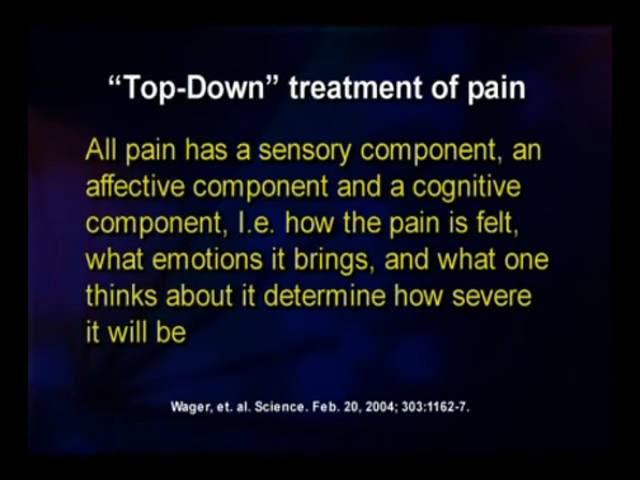 “Top-Down” treatment of pain
All pain has a sensory component, an
affective component and a cognitive
component, I.e. how the pain is felt,
what emotions it brings, and what one
thinks about it determine how severe
it will be
Wager, et. al. Science. Feb. 20, 2004; 303:1162-7.